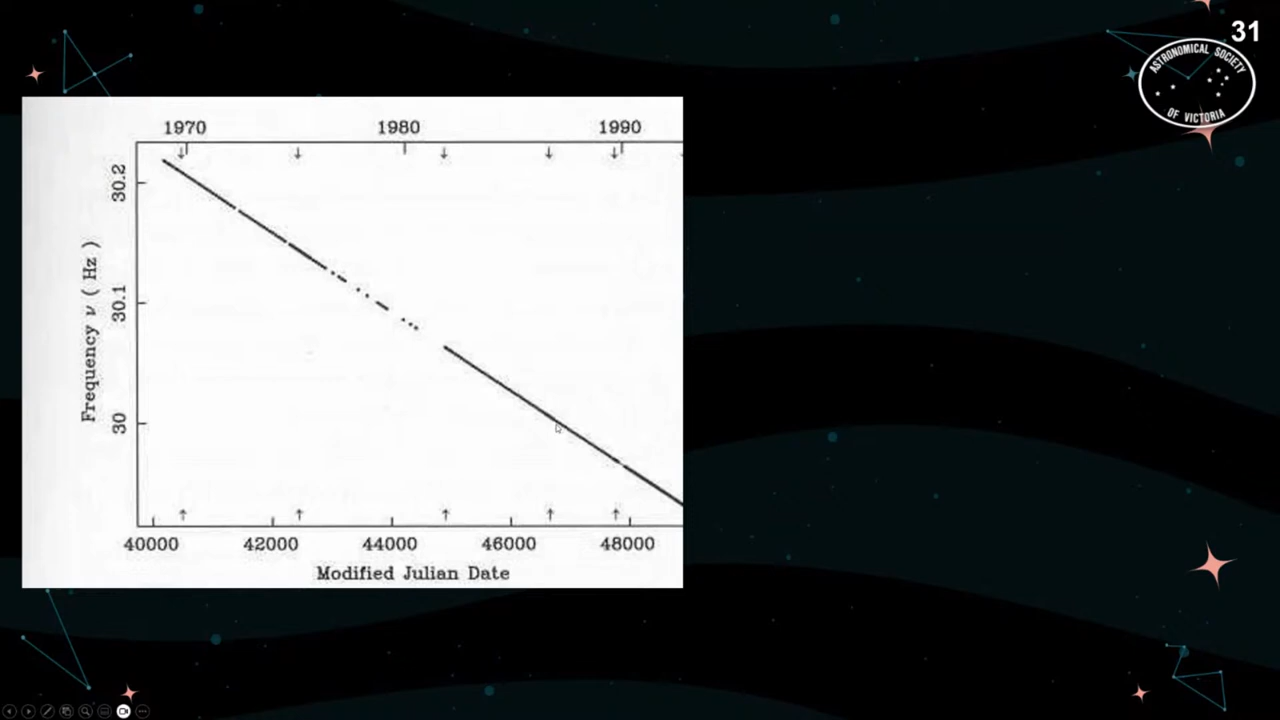 31
ASTRONOMICAL SOCIETY
OF VICTORIA
1970 1980 1990
30.2
30.1
30
Frequency ν ( Hz )
40000 42000 44000 46000 48000
Modified Julian Date